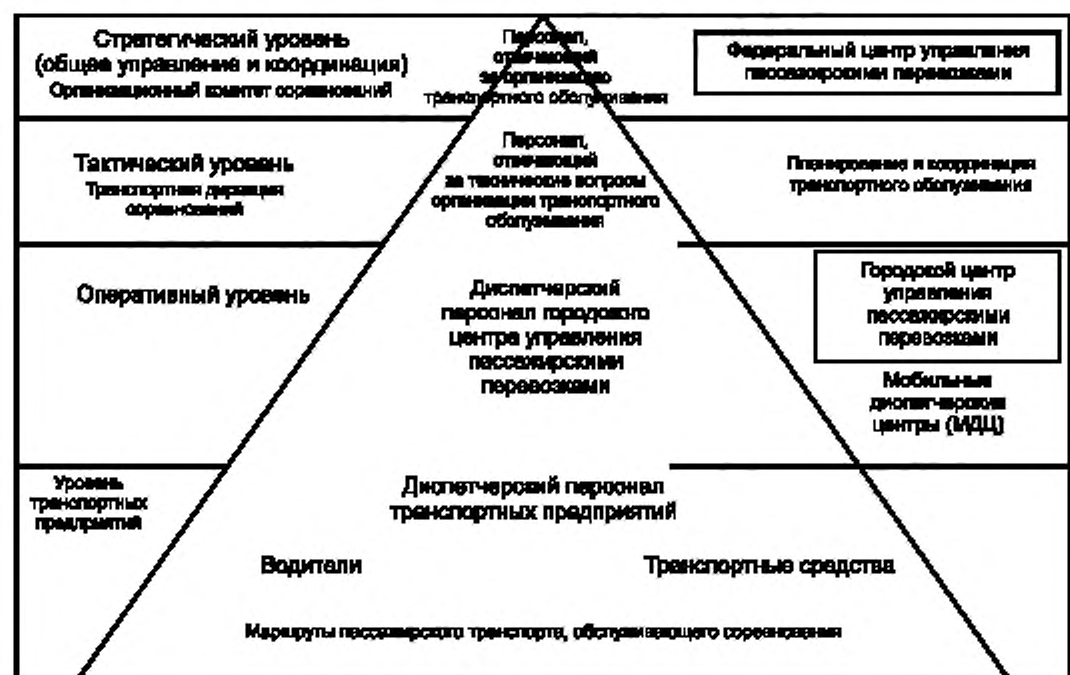 Стратегический уровень
(общее управление и координация)
Организационный комитет соревнований
Персонал,
отвечающий
за организацию
транспортного обслуживания
Федеральный центр управления
пассажирскими перевозками
Тактический уровень
Транспортная дирекция
соревнований
Персонал,
отвечающий
за технические вопросы
организации транспортного
обслуживания
Планирование и координация
транспортного обслуживания
Оперативный уровень
Диспетчерский
персонал городского
центра управления
пассажирскими
перевозками
Городской центр
управления
пассажирскими
перевозками
Мобильные
диспетчерские
центры (МДЦ)
Уровень
транспортных
предприятий
Диспетчерский персонал
транспортных предприятий
Водители
Транспортные средства
Маршруты пассажирского транспорта, обслуживающего соревнования